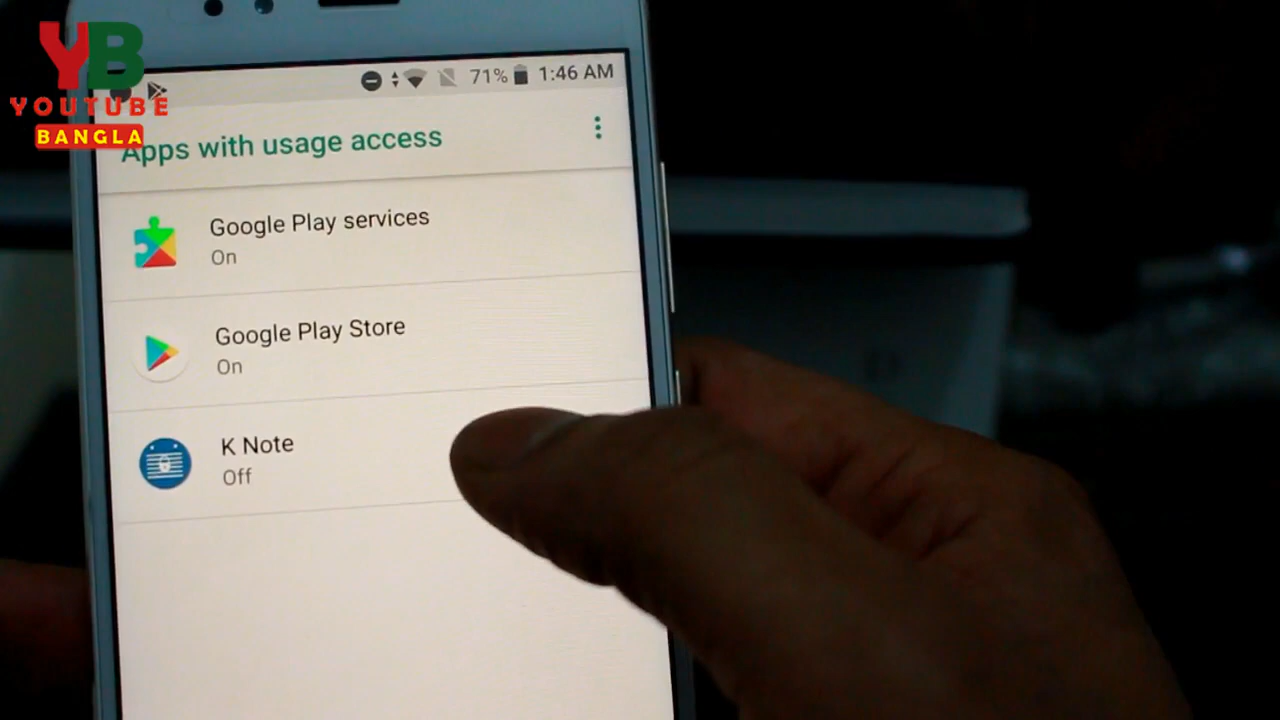 YB
YOUTUBE
BANGLA
71% 1:46 AM
Apps with usage access
Google Play services
On
Google Play Store
On
K Note
Off